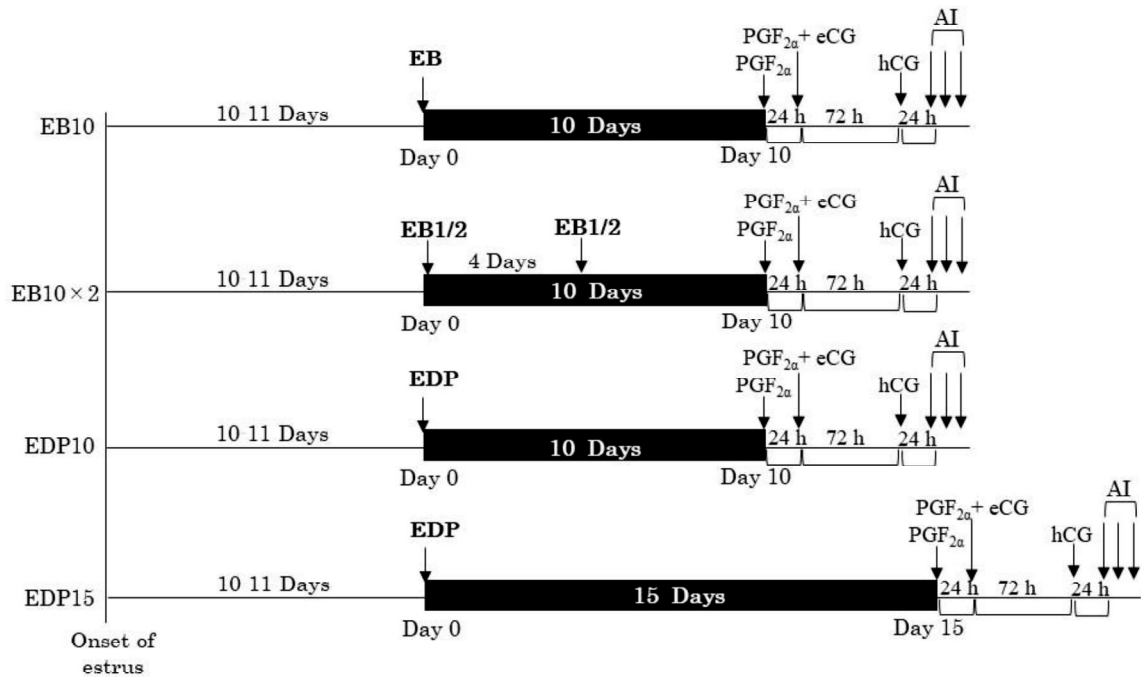 AI
PGF2α+ eCG
EB PGF2α hCG
10 11 Days 24 h 72 h 24 h
EB10 10 Days
Day 0 Day 10
AI
PGF2α+ eCG
EB1/2 EB1/2 PGF2α hCG
4 Days
10 11 Days 24 h 72 h 24 h
EB10×2 10 Days
Day 0 Day 10
AI
PGF2α+ eCG
EDP PGF2α hCG
10 11 Days 24 h 72 h 24 h
EDP10 10 Days
Day 0 Day 10
AI
PGF2α+ eCG
EDP PGF2α hCG
10 11 Days 24 h 72 h 24 h
EDP15 15 Days
Day 0 Day 15
Onset of
estrus